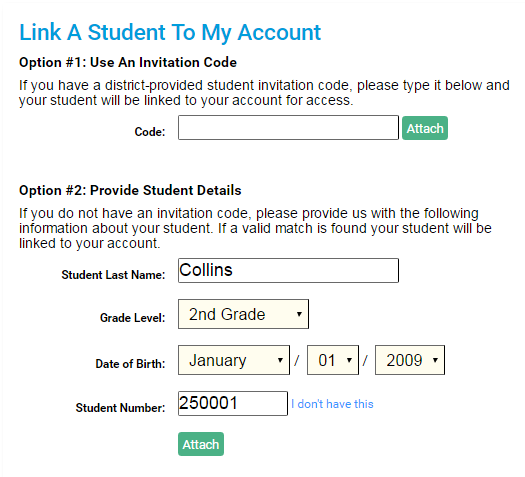 Link A Student To My Account
Option #1: Use An Invitation Code
If you have a district-provided student invitation code, please type it below and
your student will be linked to your account for access.
Code: Attach
Option #2: Provide Student Details
If you do not have an invitation code, please provide us with the following
information about your student. If a valid match is found your student will be
linked to your account.
Student Last Name: Collins
Grade Level: 2nd Grade
Date of Birth: January / 01 / 2009
Student Number: 250001 I don't have this
Attach